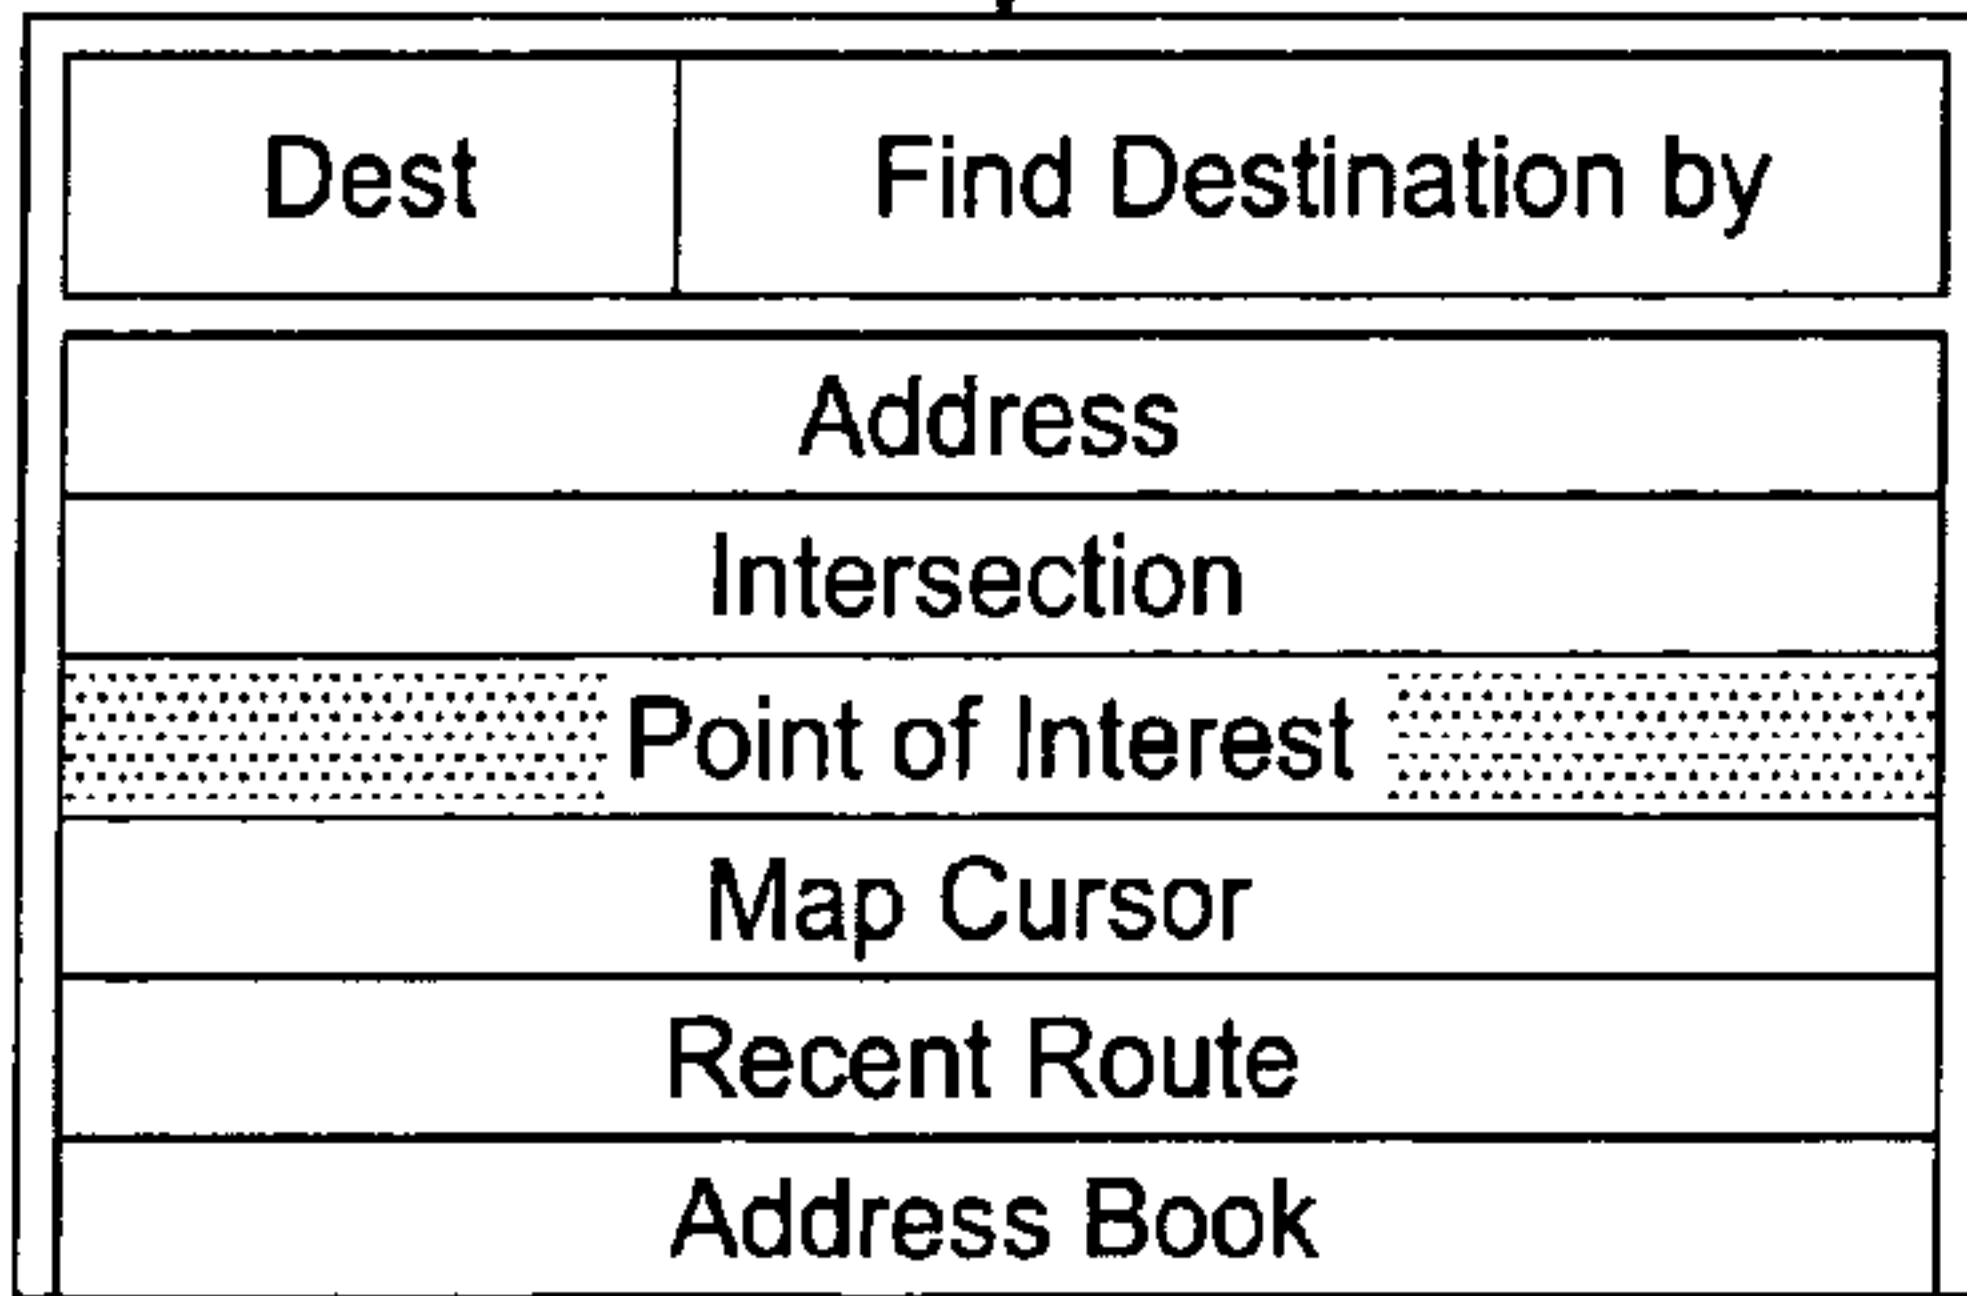 Dest Find Destination by
Address
Intersection
Point of Interest
Map Cursor
Recent Route
Address Book